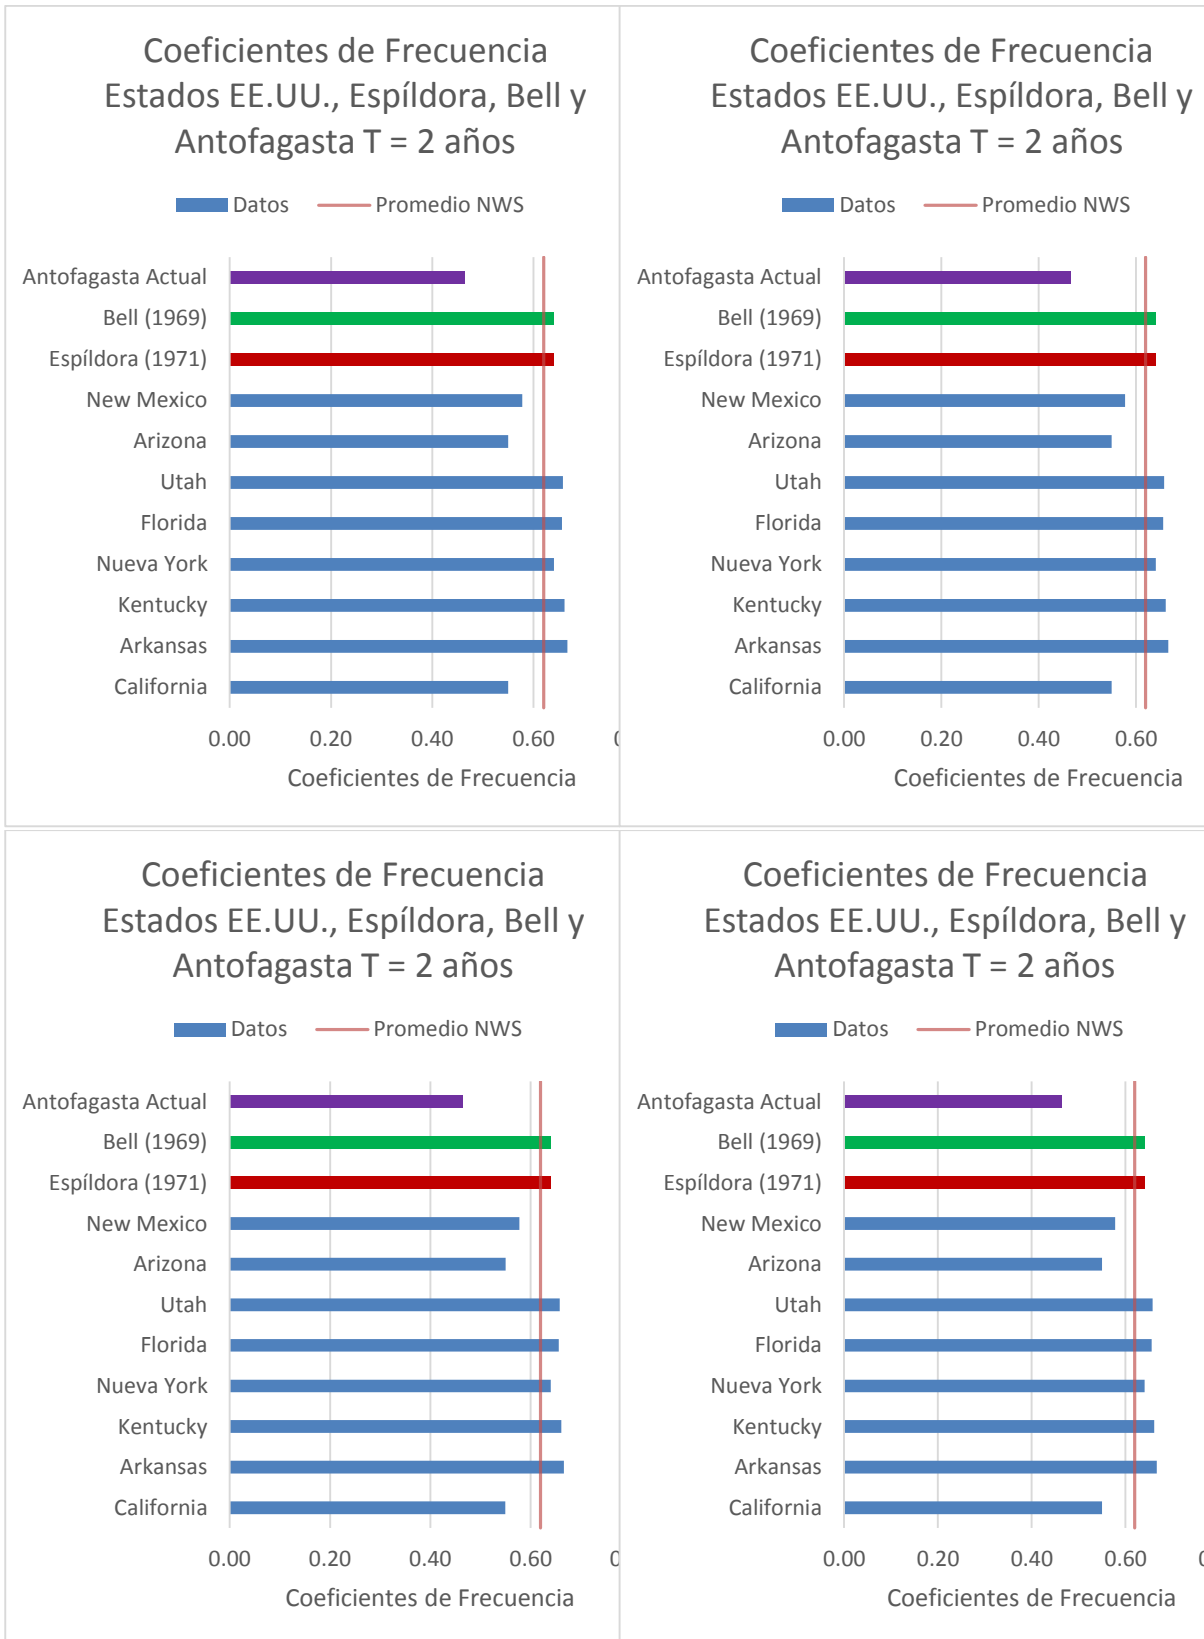 Coeficientes de Frecuencia
Estados EE.UU., Espíldora, Bell y
Antofagasta T = 2 años
Datos Promedio NWS
Antofagasta Actual
Bell (1969)
Espíldora (1971)
New Mexico
Arizona
Utah
Florida
Nueva York
Kentucky
Arkansas
California
0.00 0.20 0.40 0.60
Coeficientes de Frecuencia
Coeficientes de Frecuencia
Estados EE.UU., Espíldora, Bell y
Antofagasta T = 2 años
Datos Promedio NWS
Antofagasta Actual
Bell (1969)
Espíldora (1971)
New Mexico
Arizona
Utah
Florida
Nueva York
Kentucky
Arkansas
California
0.00 0.20 0.40 0.60
Coeficientes de Frecuencia
Coeficientes de Frecuencia
Estados EE.UU., Espíldora, Bell y
Antofagasta T = 2 años
Datos Promedio NWS
Antofagasta Actual
Bell (1969)
Espíldora (1971)
New Mexico
Arizona
Utah
Florida
Nueva York
Kentucky
Arkansas
California
0.00 0.20 0.40 0.60
Coeficientes de Frecuencia
Coeficientes de Frecuencia
Estados EE.UU., Espíldora, Bell y
Antofagasta T = 2 años
Datos Promedio NWS
Antofagasta Actual
Bell (1969)
Espíldora (1971)
New Mexico
Arizona
Utah
Florida
Nueva York
Kentucky
Arkansas
California
0.00 0.20 0.40 0.60
Coeficientes de Frecuencia